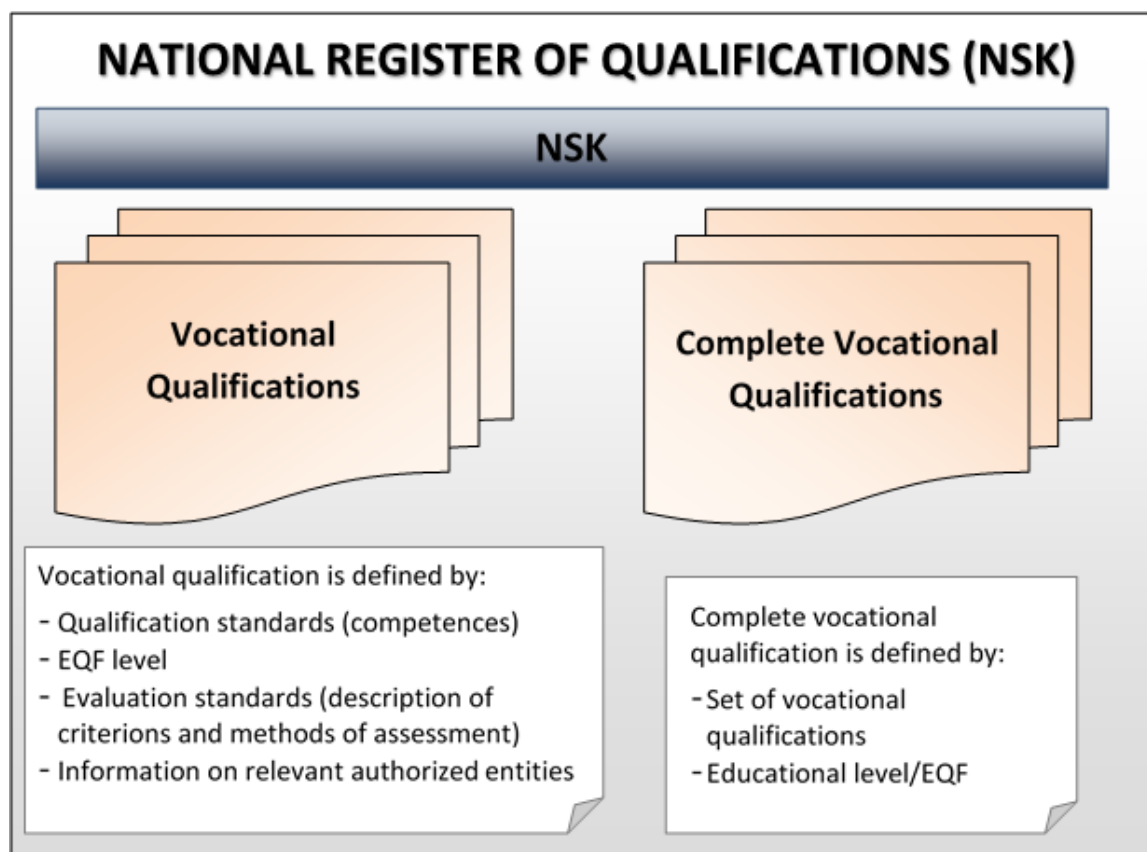 NATIONAL REGISTER OF QUALIFICATIONS (NSK)
NSK
Vocational
Qualifications
Complete Vocational
Qualifications
Vocational qualification is defined by:
- Qualification standards (competences)
- EQF level
- Evaluation standards (description of
criterions and methods of assessment)
- Information on relevant authorized entities
Complete vocational
qualification is defined by:
- Set of vocational
qualifications
- Educational level/EQF